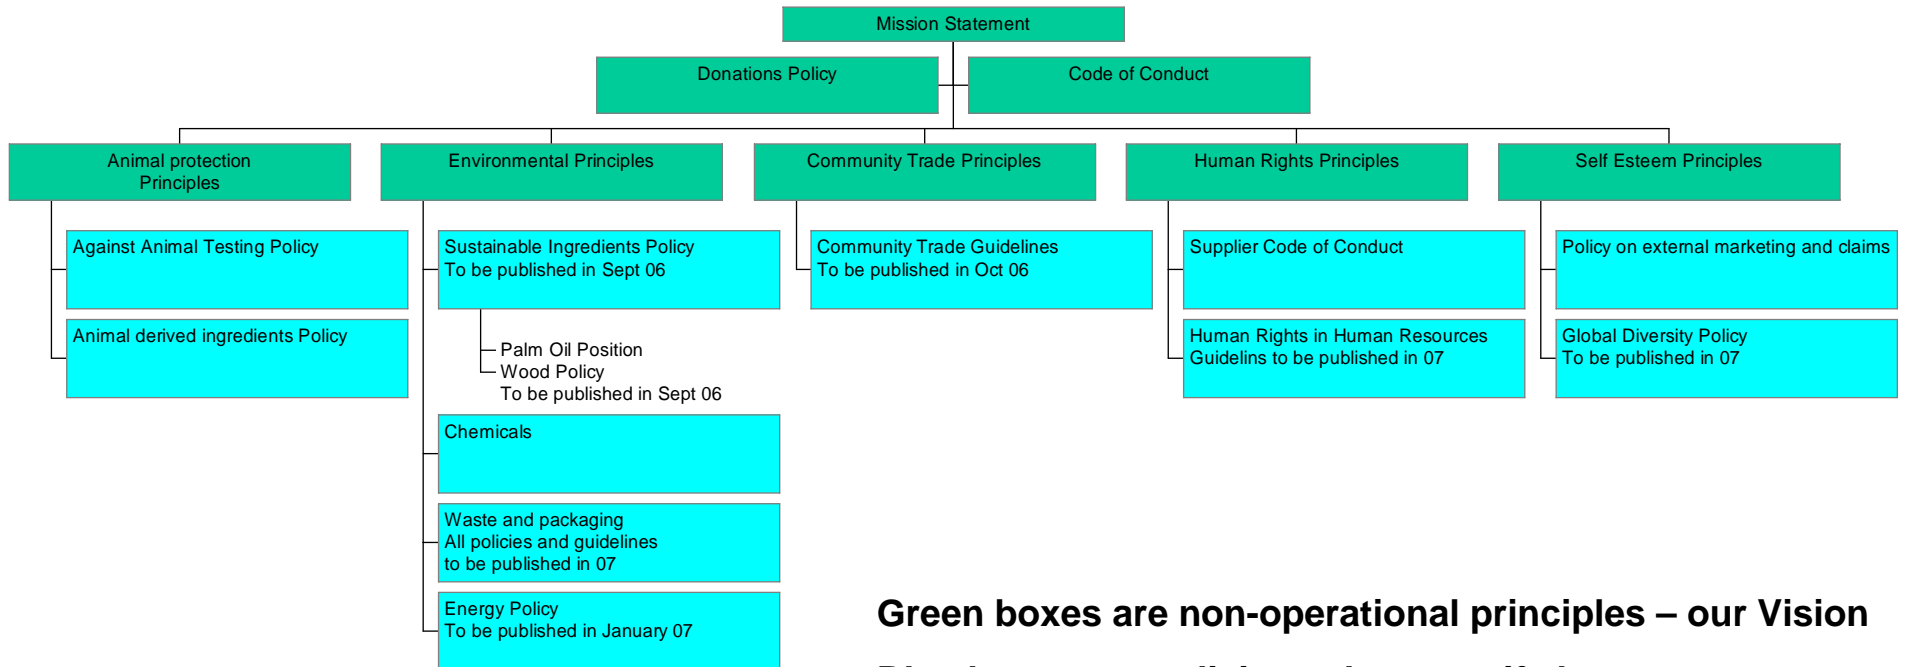 Mission Statement
Donations Policy
Code of Conduct
Animal protection
Principles
Environmental Principles
Community Trade Principles
Human Rights Principles
Self Esteem Principles
Against Animal Testing Policy
Animal derived ingredients Policy
Sustainable Ingredients Policy
To be published in Sept 06
Palm Oil Position
Wood Policy
To be published in Sept 06
Chemicals
Waste and packaging
All policies and guidelines
to be published in 07
Energy Policy
To be published in January 07
Community Trade Guidelines
To be published in Oct 06
Supplier Code of Conduct
Human Rights in Human Resources
Guidelins to be published in 07
Policy on external marketing and claims
Global Diversity Policy
To be published in 07
Green boxes are non-operational principles – our Vision